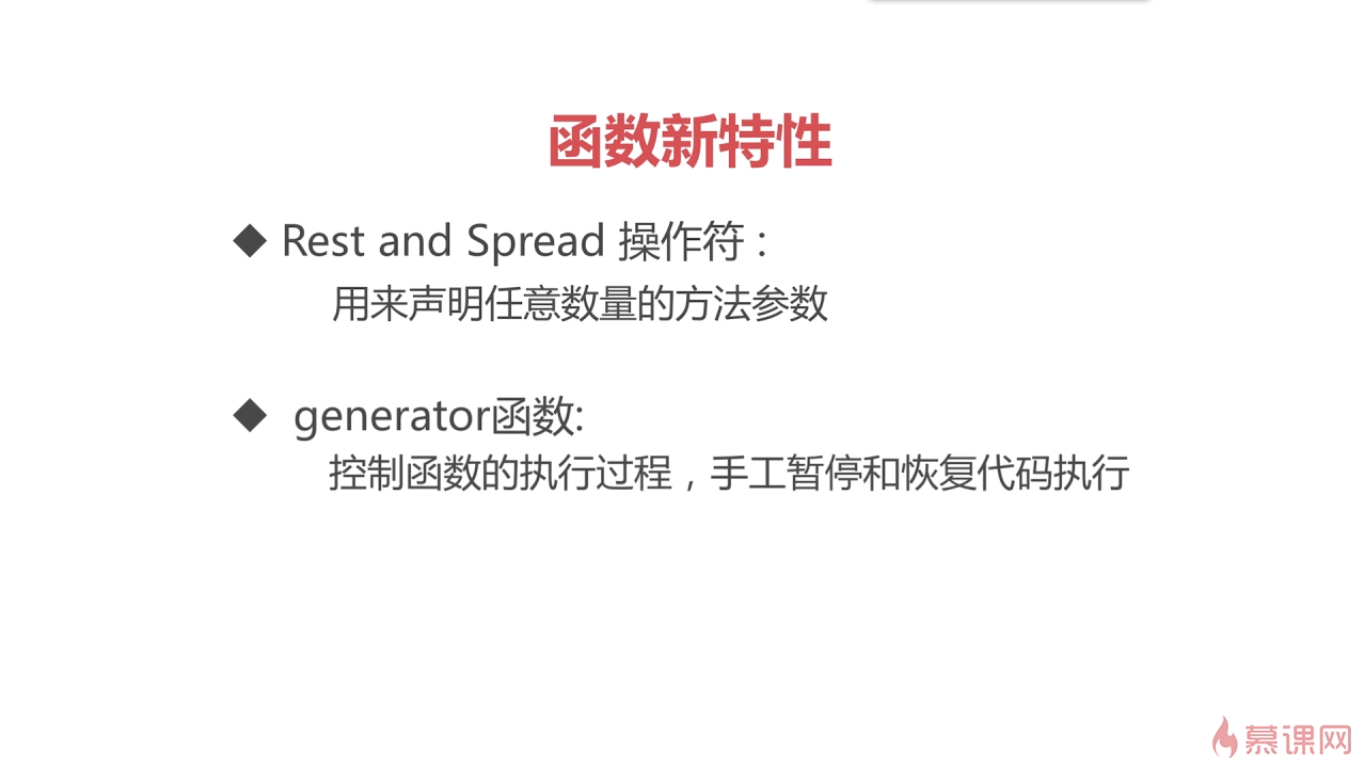 函数新特性
◆ Rest and Spread 操作符：
用来声明任意数量的方法参数
◆ generator函数:
控制函数的执行过程，手工暂停和恢复代码执行
慕课网